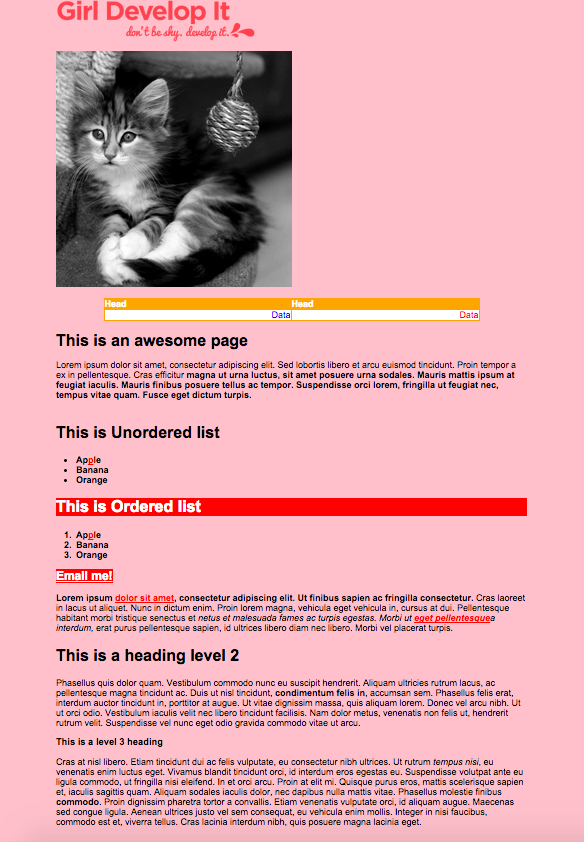 Girl Develop It
don't be shy. develop it.
Head Head
Data Data
This is an awesome page
Lorem ipsum dolor sit amet, consectetur adipiscing elit. Sed lobortis libero et arcu euismod tincidunt. Proin tempor a
ex in pellentesque. Cras efficitur magna ut urna luctus, sit amet posuere urna sodales. Mauris mattis ipsum at
feugiat iaculis. Mauris finibus posuere tellus ac tempor. Suspendisse orci lorem, fringilla ut feugiat nec,
tempus vitae quam. Fusce eget dictum turpis.
This is Unordered list
• Apple
• Banana
• Orange
This is Ordered list
1. Apple
2. Banana
3. Orange
Email me!
Lorem ipsum dolor sit amet, consectetur adipiscing elit. Ut finibus sapien ac fringilla consectetur. Cras laoreet
in lacus ut aliquet. Nunc in dictum enim. Proin lorem magna, vehicula eget vehicula in, cursus at dui. Pellentesque
habitant morbi tristique senectus et netus et malesuada fames ac turpis egestas. Morbi ut eget pellentesquea
interdum, erat purus pellentesque sapien, id ultrices libero diam nec libero. Morbi vel placerat turpis.
This is a heading level 2
Phasellus quis dolor quam. Vestibulum commodo nunc eu suscipit hendrerit. Aliquam ultricies rutrum lacus, ac
pellentesque magna tincidunt ac. Duis ut nisl tincidunt, condimentum felis in, accumsan sem. Phasellus felis erat,
interdum auctor tincidunt in, porttitor at augue. Ut vitae dignissim massa, quis aliquam lorem. Donec vel arcu nibh. Ut
ut orci odio. Vestibulum iaculis velit nec libero tincidunt facilisis. Nam dolor metus, venenatis non felis ut, hendrerit
rutrum velit. Suspendisse vel nunc eget odio gravida commodo vitae ut arcu.
This is a level 3 heading
Cras at nisl libero. Etiam tincidunt dui ac felis vulputate, eu consectetur nibh ultrices. Ut rutrum tempus nisi, eu
venenatis enim luctus eget. Vivamus blandit tincidunt orci, id interdum eros egestas eu. Suspendisse volutpat ante eu
ligula commodo, ut fringilla nisi eleifend. In et orci arcu. Proin at elit mi. Quisque purus eros, mattis scelerisque sapien
et, iaculis sagittis quam. Aliquam sodales iaculis dolor, nec dapibus nulla mattis vitae. Phasellus molestie finibus
commodo. Proin dignissim pharetra tortor a convallis. Etiam venenatis vulputate orci, id aliquam augue. Maecenas
sed congue ligula. Aenean ultrices justo vel sem consequat, eu vehicula enim mollis. Integer in nisi faucibus,
commodo est et, viverra tellus. Cras lacinia interdum nibh, quis posuere magna lacinia eget.